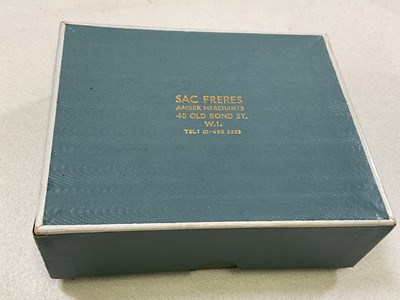 SAC FRERES
AMBER MERCHANTS
45 OLD BOND ST.
W.1.
TEL: 01-493